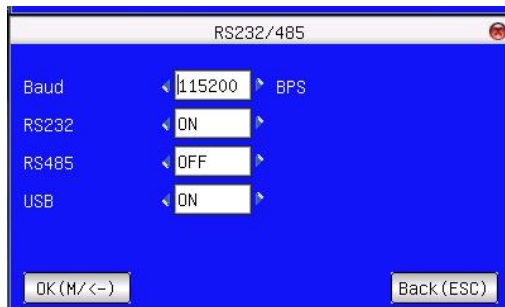 RS232/485
Baud 115200 BPS
RS232 ON
RS485 OFF
USB ON
OK(M/<-) Back(ESC)